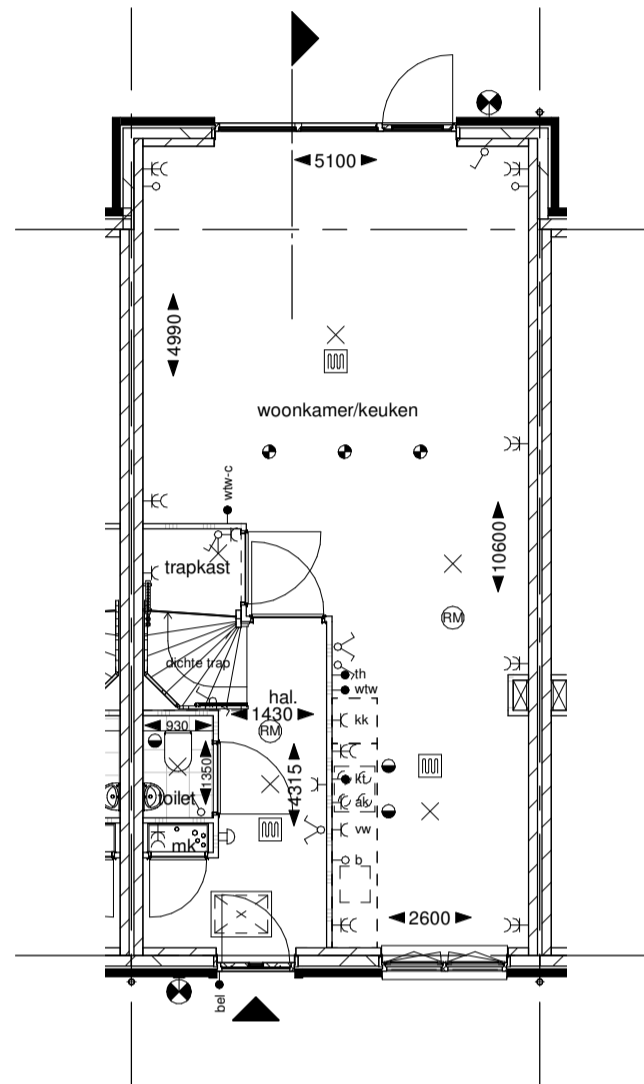 5100
4990
woonkamer/keuken
wtw-c
10600
trapkast
RM
dichte trap
th
hal.
wtw
1430
930
kk
RM
1350
4315
kt
toilet
ak
vw
mk
b
2600
bel